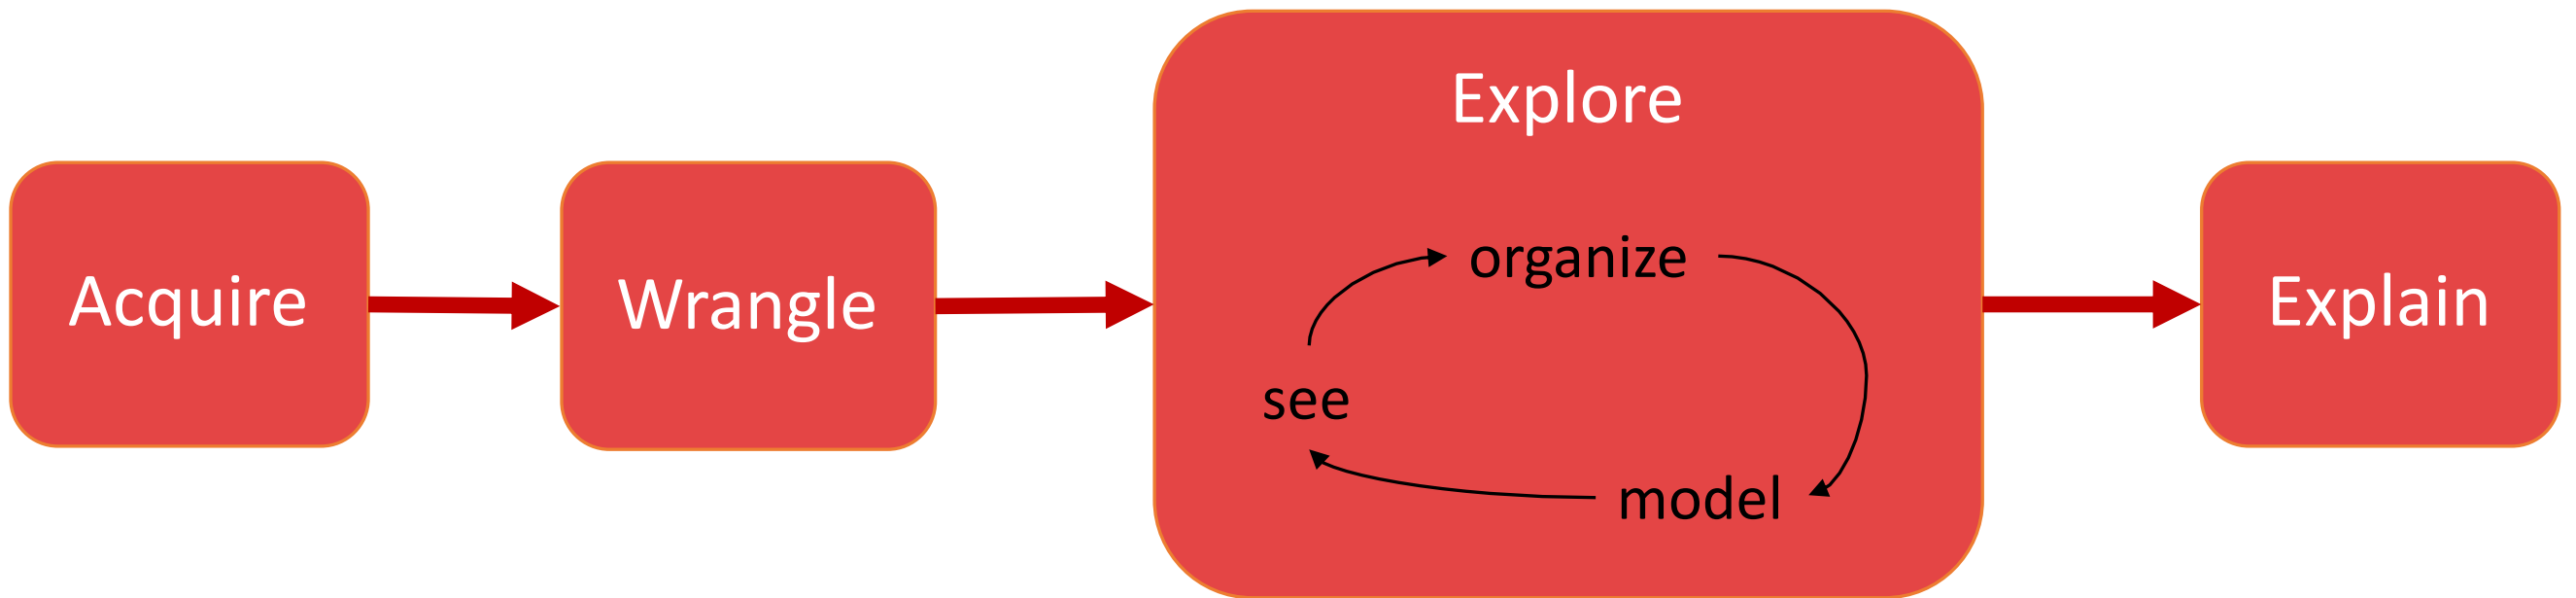 Acquire
Wrangle
Explore
organize
see
model
Explain